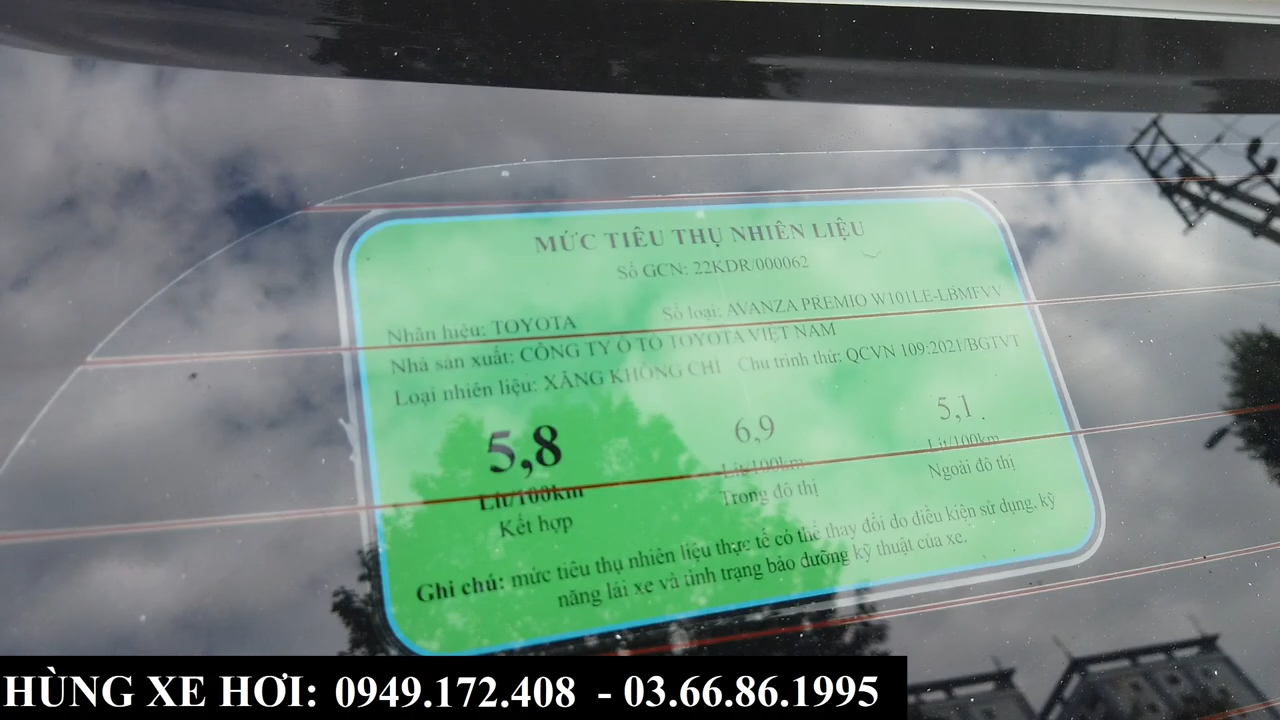 MỨC TIÊU THỤ NHIÊN LIỆU
Số GCN: 22KDR/000062
Nhãn hiệu: TOYOTA Số loại: AVANZA PREMIO W101LE-LBMFVV
Nhà sản xuất: CÔNG TY Ô TÔ TOYOTA VIỆT NAM
Loại nhiên liệu: XĂNG KHÔNG CHÌ Chu trình thử: QCVN 109:2021/BGTVT
5,8 6,9 5,1
Lít/100km Lít/100km Lít/100km
Kết hợp Trong đô thị Ngoài đô thị
Ghi chú: mức tiêu thụ nhiên liệu thực tế có thể thay đổi do điều kiện sử dụng, kỹ
năng lái xe và tình trạng bảo dưỡng kỹ thuật của xe.
HÙNG XE HƠI: 0949.172.408 - 03.66.86.1995